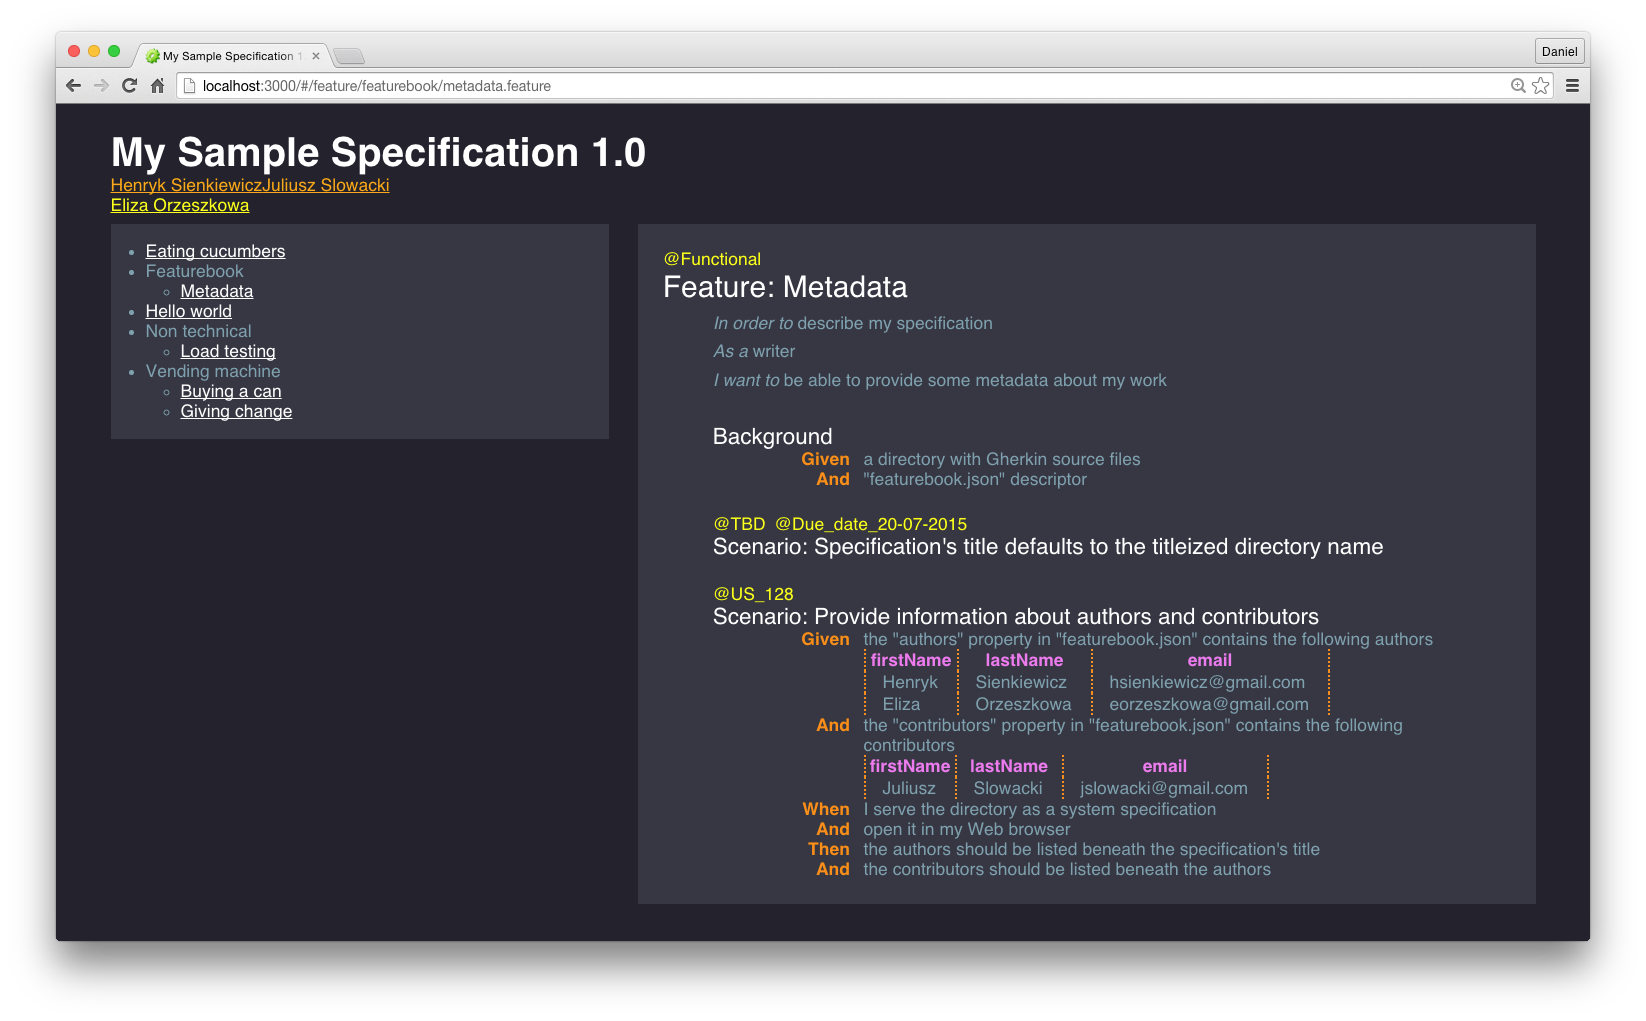 My Sample Specification 1
Daniel
localhost:3000/#/feature/featurebook/metadata.feature
My Sample Specification 1.0
Henryk SienkiewiczJuliusz Slowacki
Eliza Orzeszkowa
Eating cucumbers
Featurebook
Metadata
Hello world
Non technical
Load testing
Vending machine
Buying a can
Giving change
@Functional
Feature: Metadata
In order to describe my specification
As a writer
I want to be able to provide some metadata about my work
Background
Given a directory with Gherkin source files
And "featurebook.json" descriptor
@TBD @Due_date_20-07-2015
Scenario: Specification's title defaults to the titleized directory name
@US_128
Scenario: Provide information about authors and contributors
Given the "authors" property in "featurebook.json" contains the following authors
firstName lastName email
Henryk Sienkiewicz hsienkiewicz@gmail.com
Eliza Orzeszkowa eorzeszkowa@gmail.com
And the "contributors" property in "featurebook.json" contains the following
contributors
firstName lastName email
Juliusz Slowacki jslowacki@gmail.com
When I serve the directory as a system specification
And open it in my Web browser
Then the authors should be listed beneath the specification's title
And the contributors should be listed beneath the authors